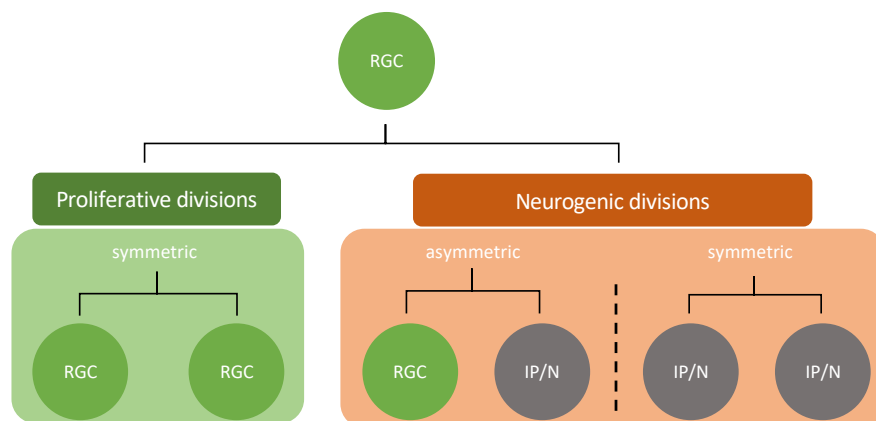 RGC
Proliferative divisions
Neurogenic divisions
symmetric
asymmetric
symmetric
RGC
RGC
RGC
IP/N
IP/N
IP/N